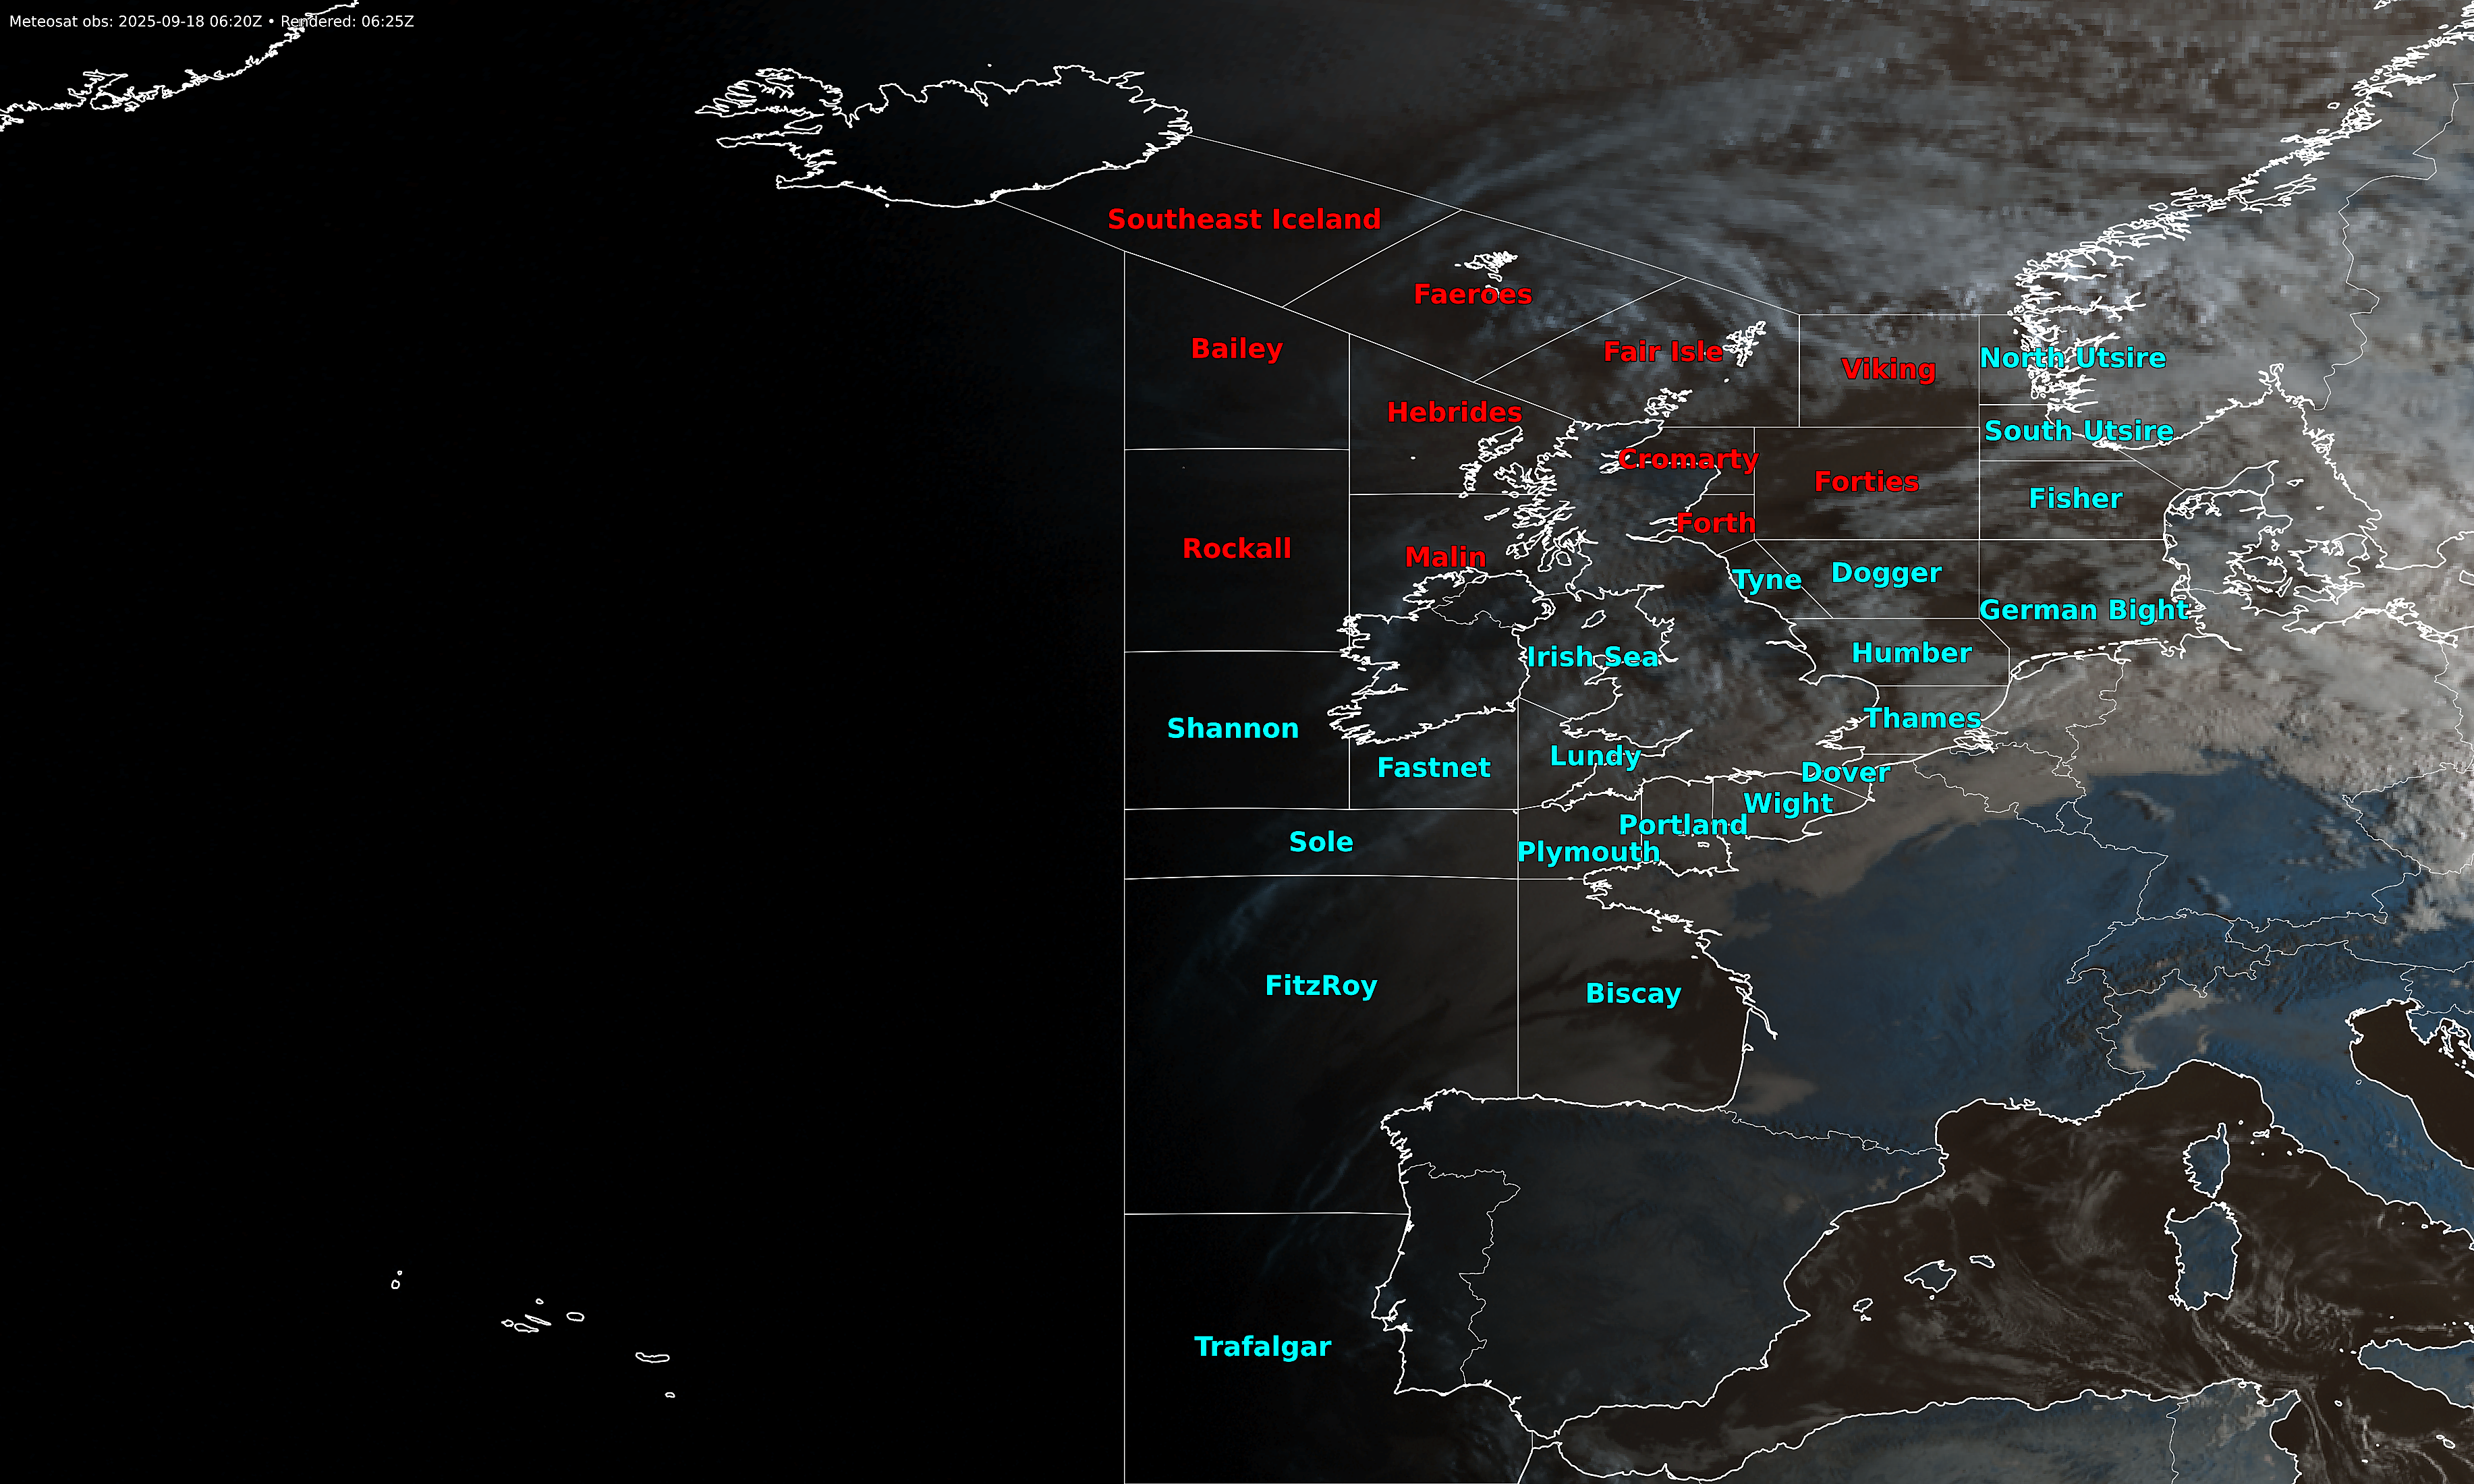 Meteosat obs: 2025-09-18 06:20Z • Rendered: 06:25Z
Southeast Iceland
Faeroes
Bailey
Fair Isle
Viking
North Utsire
Hebrides
South Utsire
Cromarty
Forties
Fisher
Forth
Rockall
Malin
Tyne
Dogger
German Bight
Irish Sea
Humber
Shannon
Thames
Fastnet
Lundy
Dover
Wight
Portland
Sole
Plymouth
FitzRoy
Biscay
Trafalgar